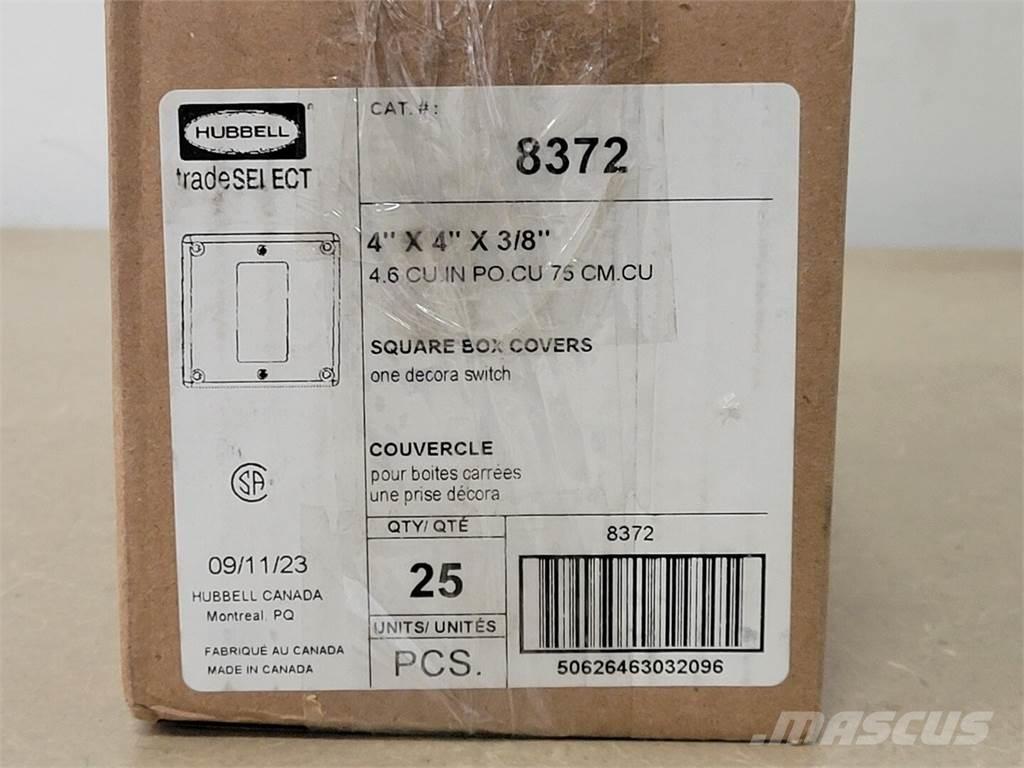 HUBBELL
tradeSELECT
CAT. # :
8372
4" X 4" X 3/8"
4.6 CU.IN PO.CU 75 CM.CU
SQUARE BOX COVERS
one decora switch
COUVERCLE
pour boites carrées
une prise décora
CSA
09/11/23
HUBBELL CANADA
Montreal, PQ
FABRIQUÉ AU CANADA
MADE IN CANADA
QTY/ QTÉ
25
UNITS/ UNITÉS
PCS.
8372
50626463032096
MASCUS